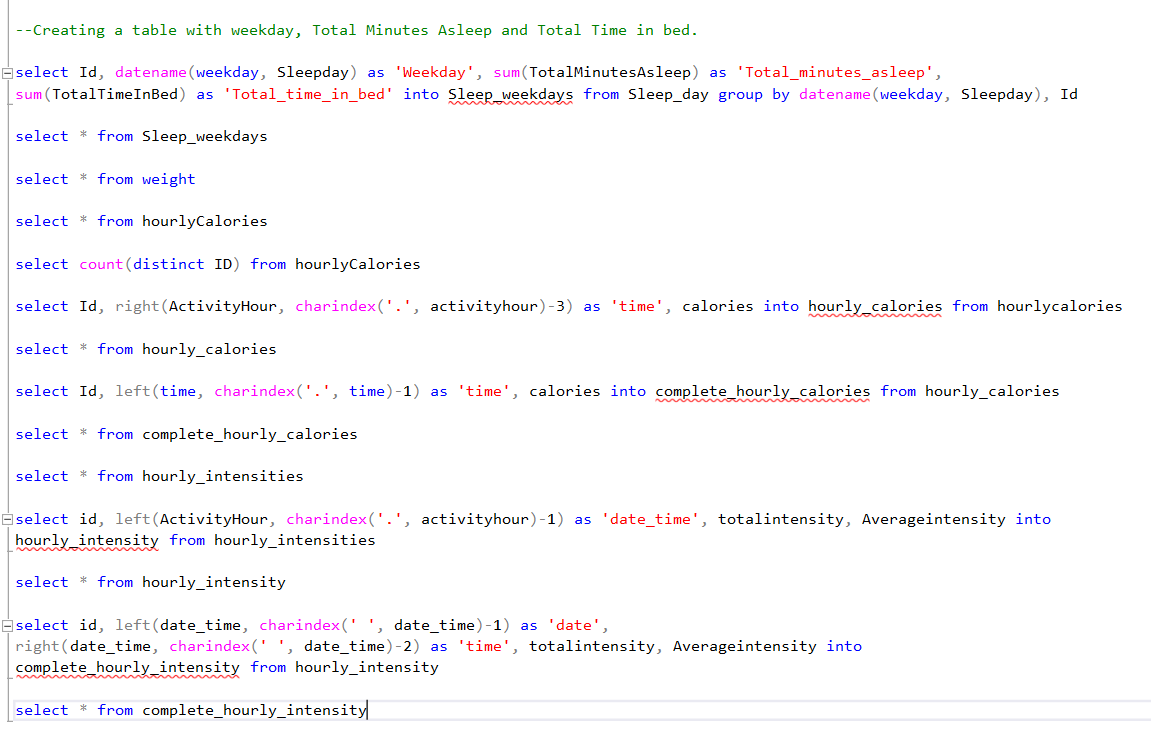 --Creating a table with weekday, Total Minutes Asleep and Total Time in bed.
select Id, datename(weekday, Sleepday) as 'Weekday', sum(TotalMinutesAsleep) as 'Total_minutes_asleep',
sum(TotalTimeInBed) as 'Total_time_in_bed' into Sleep_weekdays from Sleep_day group by datename(weekday, Sleepday), Id
select * from Sleep_weekdays
select * from weight
select * from hourlyCalories
select count(distinct ID) from hourlyCalories
select Id, right(ActivityHour, charindex('.', activityhour)-3) as 'time', calories into hourly_calories from hourlycalories
select * from hourly_calories
select Id, left(time, charindex('.', time)-1) as 'time', calories into complete_hourly_calories from hourly_calories
select * from complete_hourly_calories
select * from hourly_intensities
select id, left(ActivityHour, charindex('.', activityhour)-1) as 'date_time', totalintensity, Averageintensity into
hourly_intensity from hourly_intensities
select * from hourly_intensity
select id, left(date_time, charindex(' ', date_time)-1) as 'date',
right(date_time, charindex(' ', date_time)-2) as 'time', totalintensity, Averageintensity into
complete_hourly_intensity from hourly_intensity
select * from complete_hourly_intensity